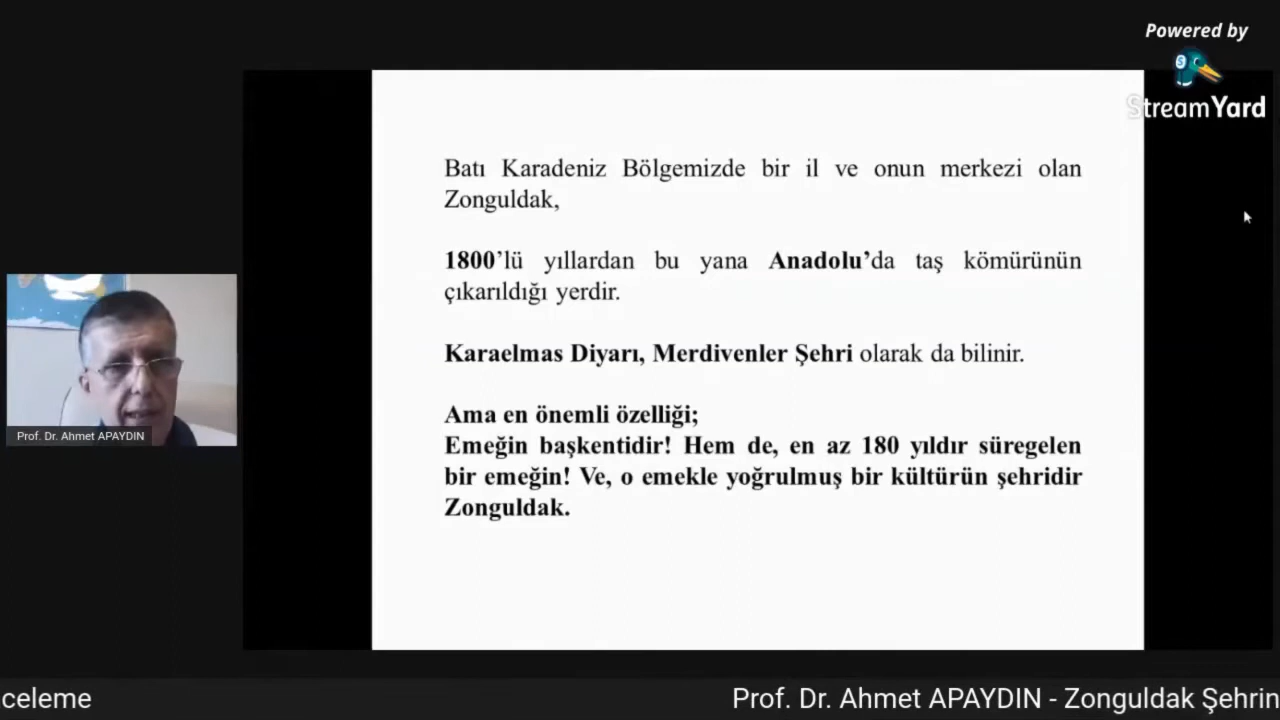 Powered by
StreamYard
Batı Karadeniz Bölgemizde bir il ve onun merkezi olan
Zonguldak,
1800’lü yıllardan bu yana Anadolu’da taş kömürünün
çıkarıldığı yerdir.
Karaelmas Diyarı, Merdivenler Şehri olarak da bilinir.
Ama en önemli özelliği;
Emeğin başkentidir! Hem de, en az 180 yıldır süregelen
bir emeğin! Ve, o emekle yoğrulmuş bir kültürün şehridir
Zonguldak.
Prof. Dr. Ahmet APAYDIN
celeme
Prof. Dr. Ahmet APAYDIN - Zonguldak Şehrin